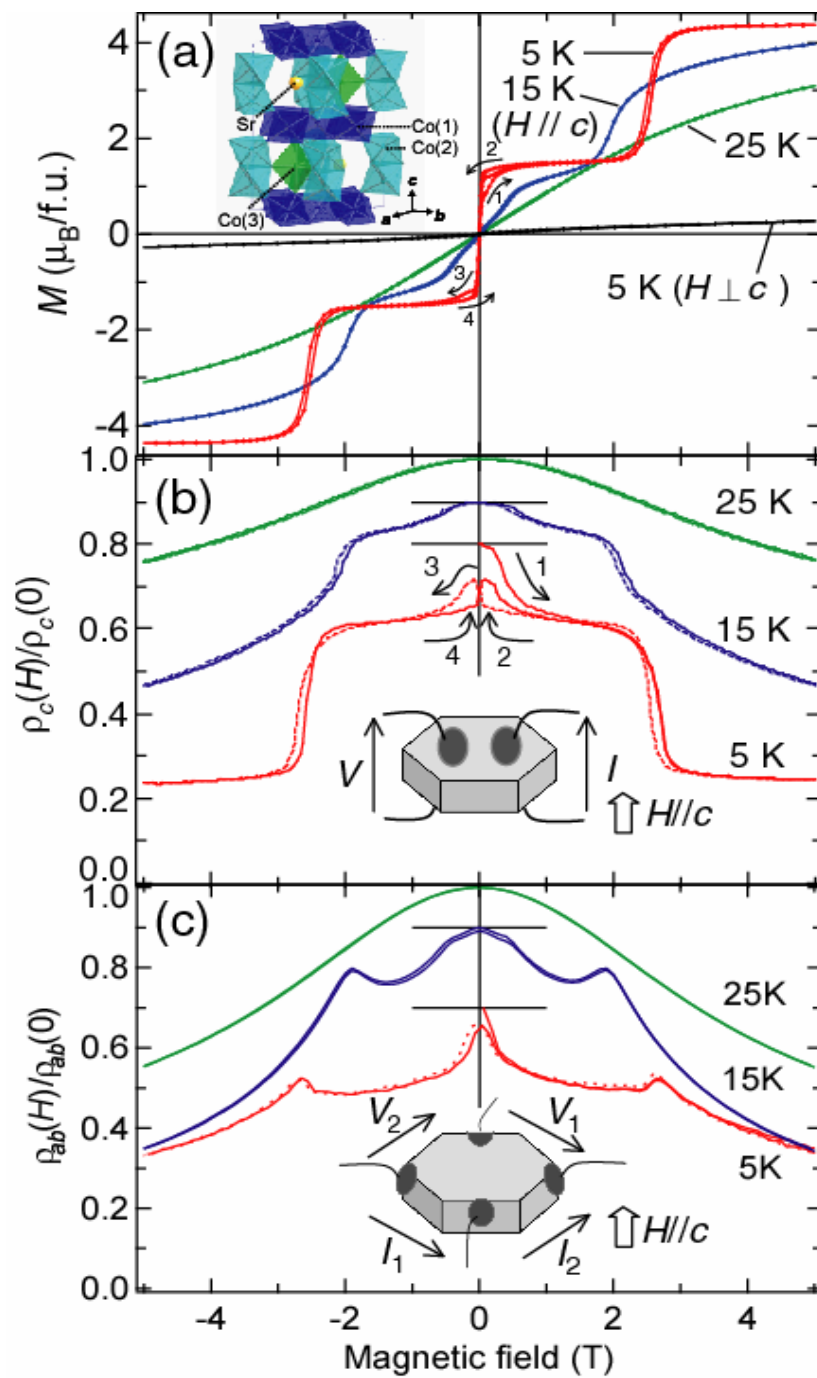 (a)
Sr
Co(1)
Co(2)
Co(3)
c
a
b
5 K
15 K
(H // c)
25 K
2
1
3
4
5 K (H ⊥ c )
M (μB/f.u.)
4
2
0
-2
-4
(b)
25 K
15 K
5 K
3
1
4
2
V
I
H//c
ρc(H)/ρc(0)
1.0
0.8
0.6
0.4
0.2
0.0
(c)
25K
15K
5K
V2
V1
I1
I2
H//c
ρab(H)/ρab(0)
0.8
0.6
0.4
0.2
0.0
-4
-2
0
2
4
Magnetic field (T)